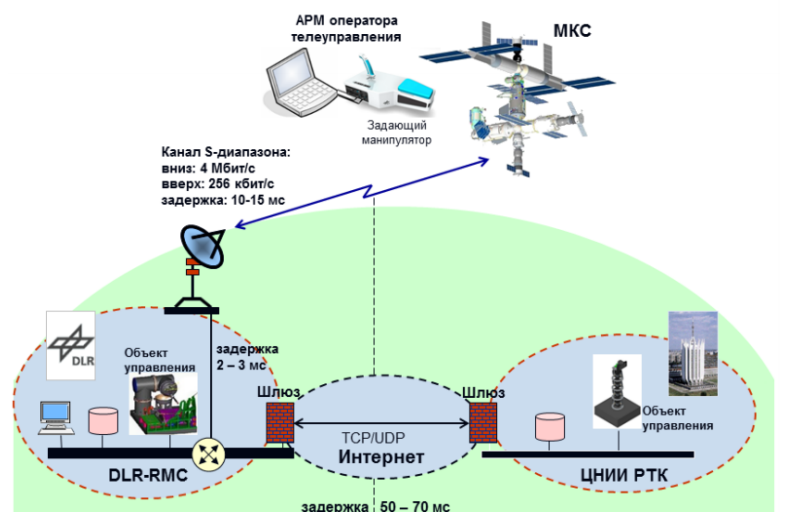 АРМ оператора
телеуправления
МКС
Задающий
манипулятор
Канал S-диапазона:
вниз: 4 Мбит/с
вверх: 256 кбит/с
задержка: 10-15 мс
DLR
Объект
управления
задержка
2 – 3 мс
Шлюз
Шлюз
Объект
управления
TCP/UDP
Интернет
DLR-RMC
ЦНИИ РТК
задержка 50 – 70 мс